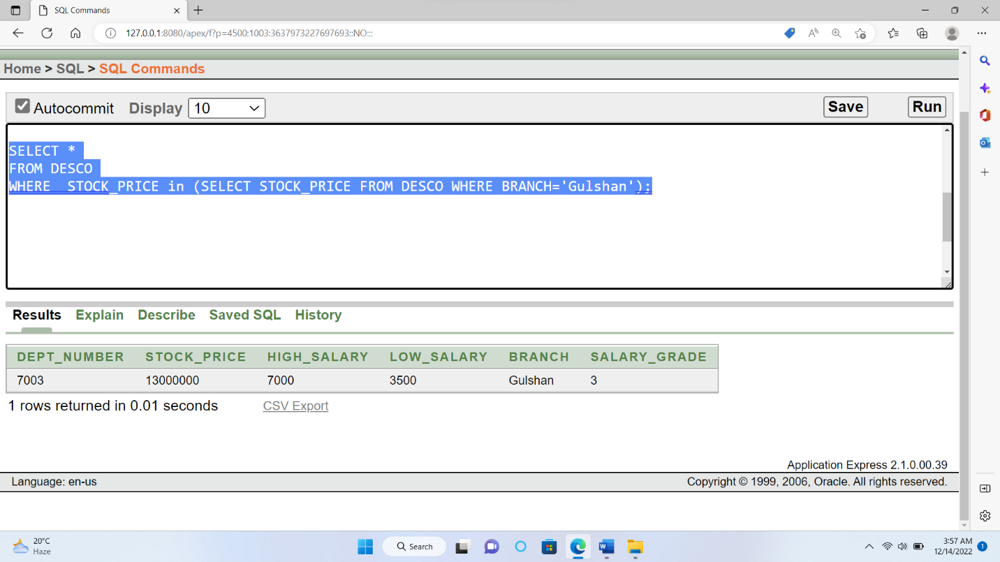 SQL Commands
127.0.0.1:8080/apex/f?p=4500:1003:3637973227697693::NO:::
Home > SQL > SQL Commands
Autocommit Display 10 Save Run
SELECT *
FROM DESCO
WHERE  STOCK_PRICE in (SELECT STOCK_PRICE FROM DESCO WHERE BRANCH='Gulshan');
Results Explain Describe Saved SQL History
DEPT_NUMBER STOCK_PRICE HIGH_SALARY LOW_SALARY BRANCH SALARY_GRADE
7003 13000000 7000 3500 Gulshan 3
1 rows returned in 0.01 seconds CSV Export
Application Express 2.1.0.00.39
Language: en-us Copyright © 1999, 2006, Oracle. All rights reserved.
20°C
Haze
Search
3:57 AM
12/14/2022
1